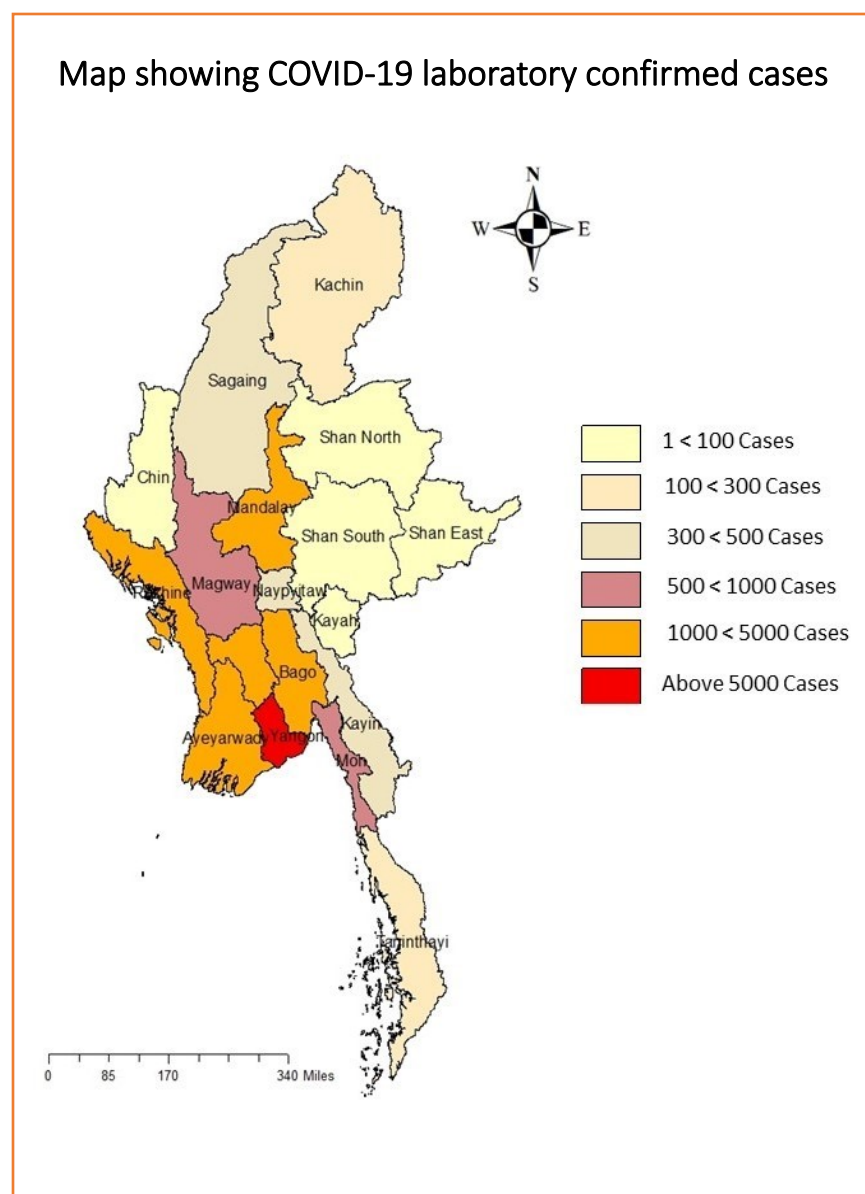 Map showing COVID-19 laboratory confirmed cases
N
W E
S
Kachin
Sagaing
Shan North
Chin
Mandalay
Shan South
Shan East
Magway
Naypyitaw
Rakhine
Kayah
Bago
Kayin
Ayeyarwady
Yangon
Mon
Taninthayi
1 < 100 Cases
100 < 300 Cases
300 < 500 Cases
500 < 1000 Cases
1000 < 5000 Cases
Above 5000 Cases
0 85 170 340 Miles